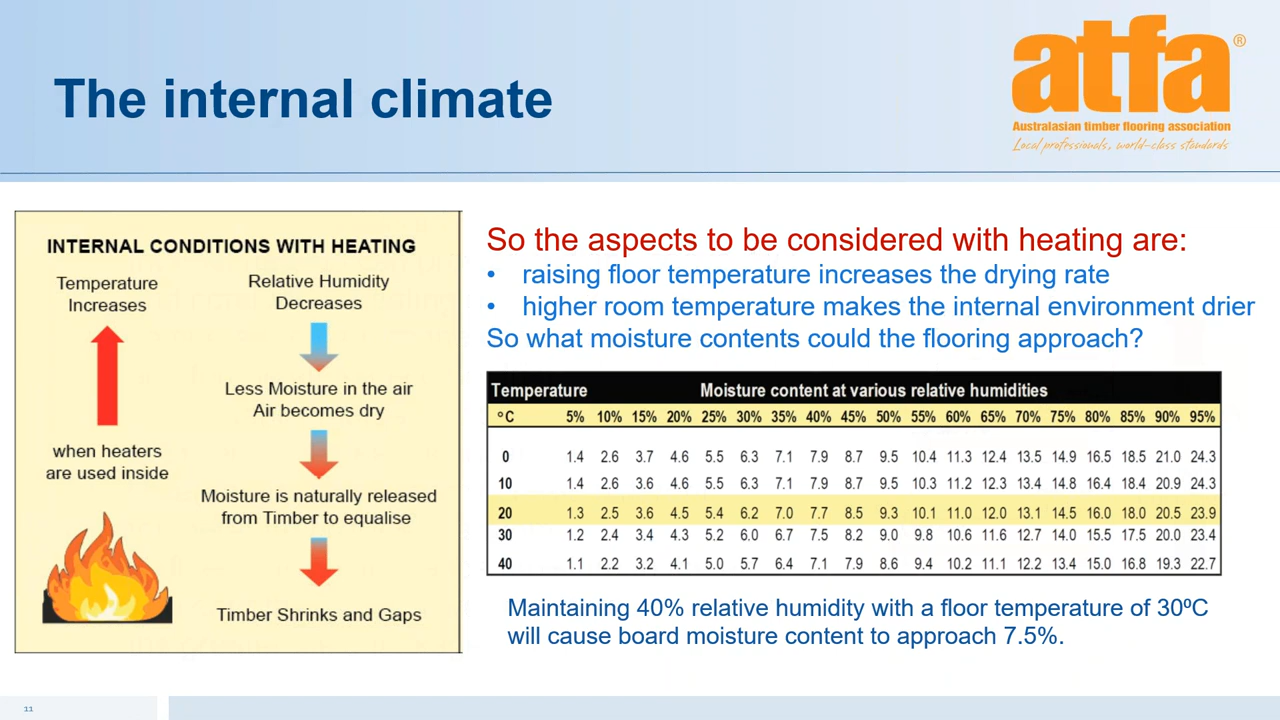 The internal climate
atfa®
Australasian timber flooring association
Local professionals, world-class standards
INTERNAL CONDITIONS WITH HEATING
Temperature
Increases
when heaters
are used inside
Relative Humidity
Decreases
Less Moisture in the air
Air becomes dry
Moisture is naturally released
from Timber to equalise
Timber Shrinks and Gaps
So the aspects to be considered with heating are:
• raising floor temperature increases the drying rate
• higher room temperature makes the internal environment drier
So what moisture contents could the flooring approach?
Temperature Moisture content at various relative humidities
°C 5% 10% 15% 20% 25% 30% 35% 40% 45% 50% 55% 60% 65% 70% 75% 80% 85% 90% 95%
0 1.4 2.6 3.7 4.6 5.5 6.3 7.1 7.9 8.7 9.5 10.4 11.3 12.4 13.5 14.9 16.5 18.5 21.0 24.3
10 1.4 2.6 3.6 4.6 5.5 6.3 7.1 7.9 8.7 9.5 10.3 11.2 12.3 13.4 14.8 16.4 18.4 20.9 24.3
20 1.3 2.5 3.6 4.5 5.4 6.2 7.0 7.7 8.5 9.3 10.1 11.0 12.0 13.1 14.5 16.0 18.0 20.5 23.9
30 1.2 2.4 3.4 4.3 5.2 6.0 6.7 7.5 8.2 9.0 9.8 10.6 11.6 12.7 14.0 15.5 17.5 20.0 23.4
40 1.1 2.2 3.2 4.1 5.0 5.7 6.4 7.1 7.9 8.6 9.4 10.2 11.1 12.2 13.4 15.0 16.8 19.3 22.7
Maintaining 40% relative humidity with a floor temperature of 30ºC
will cause board moisture content to approach 7.5%.
11